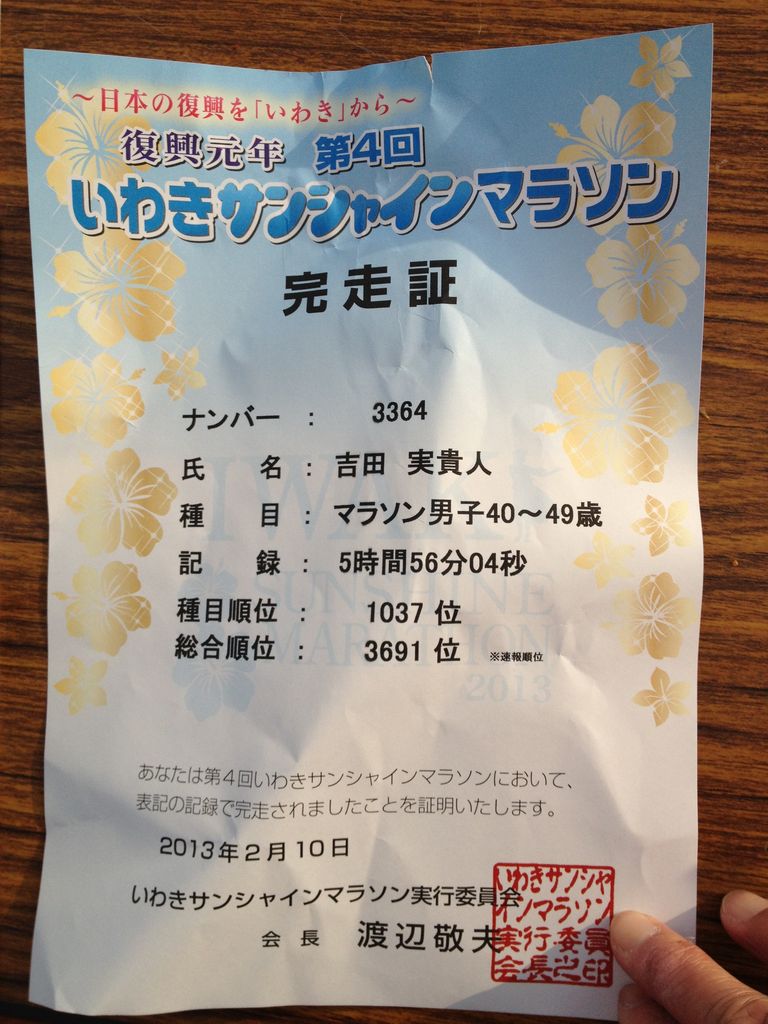 ～日本の復興を「いわき」から～
復興元年 第4回
いわきサンシャインマラソン
完走証
ナンバー : 3364
氏 名 : 吉田 実貴人
種 目 : マラソン男子40～49歳
記 録 : 5時間56分04秒
種目順位 : 1037 位
総合順位 : 3691 位 ※速報順位
IWAKI
SUNSHINE
MARATHON
2013
あなたは第4回いわきサンシャインマラソンにおいて、
表記の記録で完走されましたことを証明いたします。
2013年2月10日
いわきサンシャインマラソン実行委員会
会 長 渡辺敬夫
いわきサンシャ
インマラソン
実行委員
会長之印